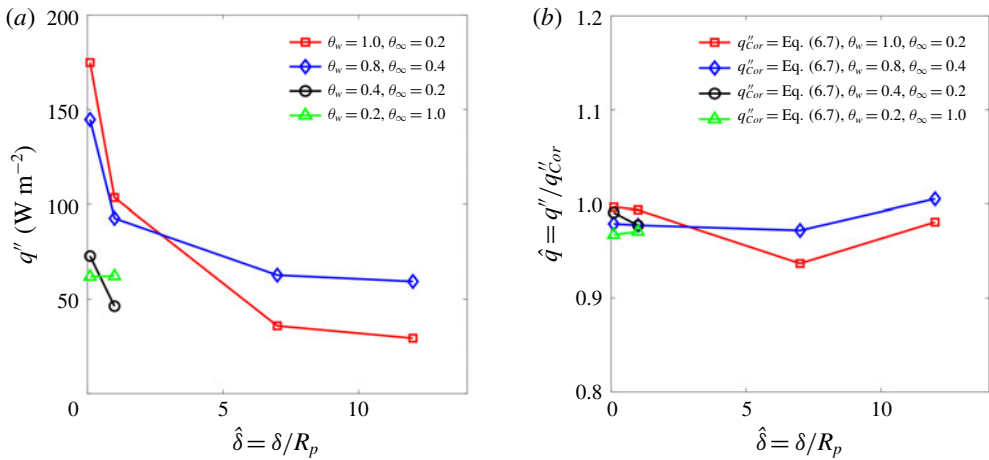 (a)
200
150
100
50
0
5
10
q″ (W m⁻²)
δ̂ = δ/Rₚ
θ_w = 1.0, θ_∞ = 0.2
θ_w = 0.8, θ_∞ = 0.4
θ_w = 0.4, θ_∞ = 0.2
θ_w = 0.2, θ_∞ = 1.0
(b)
1.2
1.1
1.0
0.9
0.8
0
5
10
q̂ = q″/q″_Cor
δ̂ = δ/Rₚ
q″_Cor = Eq. (6.7), θ_w = 1.0, θ_∞ = 0.2
q″_Cor = Eq. (6.7), θ_w = 0.8, θ_∞ = 0.4
q″_Cor = Eq. (6.7), θ_w = 0.4, θ_∞ = 0.2
q″_Cor = Eq. (6.7), θ_w = 0.2, θ_∞ = 1.0